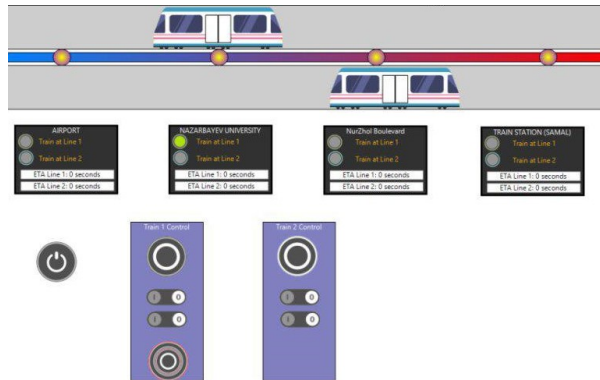 AIRPORT
Train at Line 1
Train at Line 2
ETA Line 1: 0 seconds
ETA Line 2: 0 seconds
NAZARBAYEV UNIVERSITY
Train at Line 1
Train at Line 2
ETA Line 1: 0 seconds
ETA Line 2: 0 seconds
NurZhol Boulevard
Train at Line 1
Train at Line 2
ETA Line 1: 0 seconds
ETA Line 2: 0 seconds
TRAIN STATION (SAMAL)
Train at Line 1
Train at Line 2
ETA Line 1: 0 seconds
ETA Line 2: 0 seconds
Train 1 Control
I 0
I 0
Train 2 Control
I 0
I 0